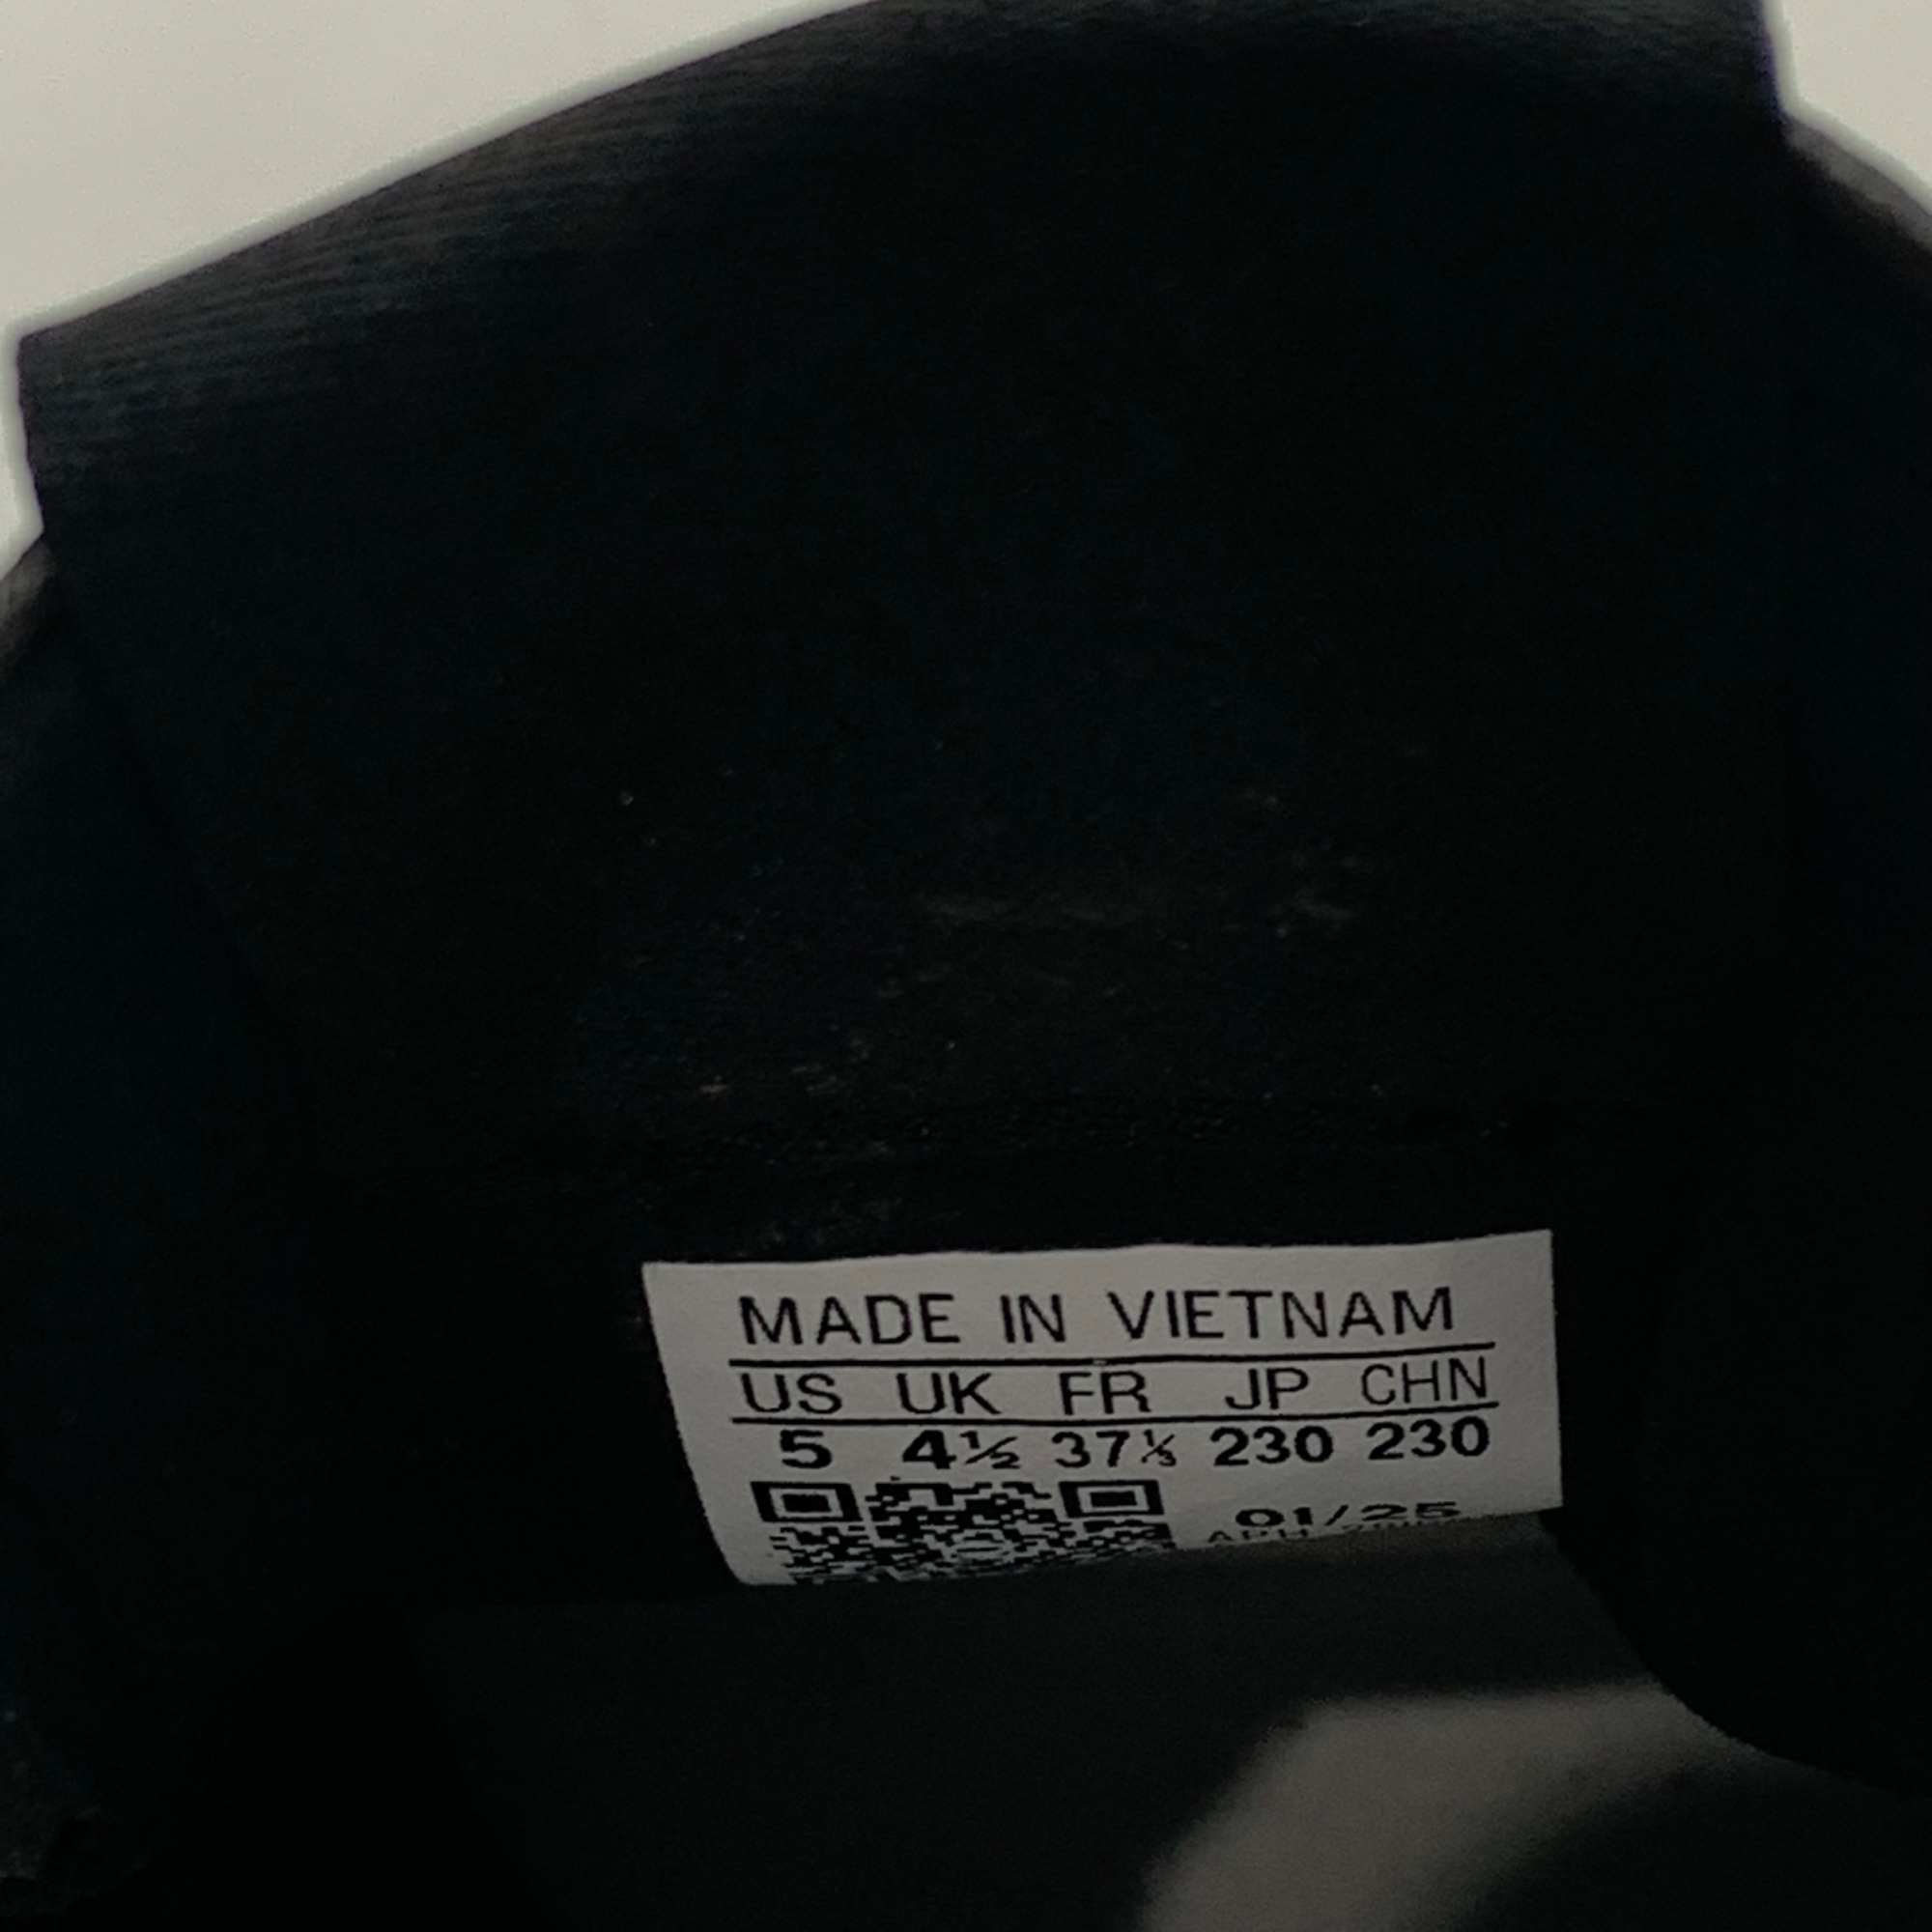 MADE IN VIETNAM
US UK FR JP CHN
5 4½ 37⅓ 230 230
01/25